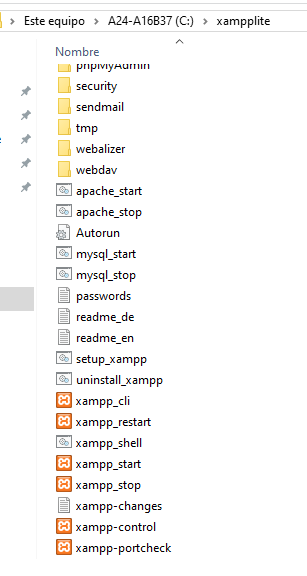 Este equipo > A24-A16B37 (C:) > xampplite
Nombre
phpMyAdmin
security
sendmail
tmp
webalizer
webdav
apache_start
apache_stop
Autorun
mysql_start
mysql_stop
passwords
readme_de
readme_en
setup_xampp
uninstall_xampp
xampp_cli
xampp_restart
xampp_shell
xampp_start
xampp_stop
xampp-changes
xampp-control
xampp-portcheck